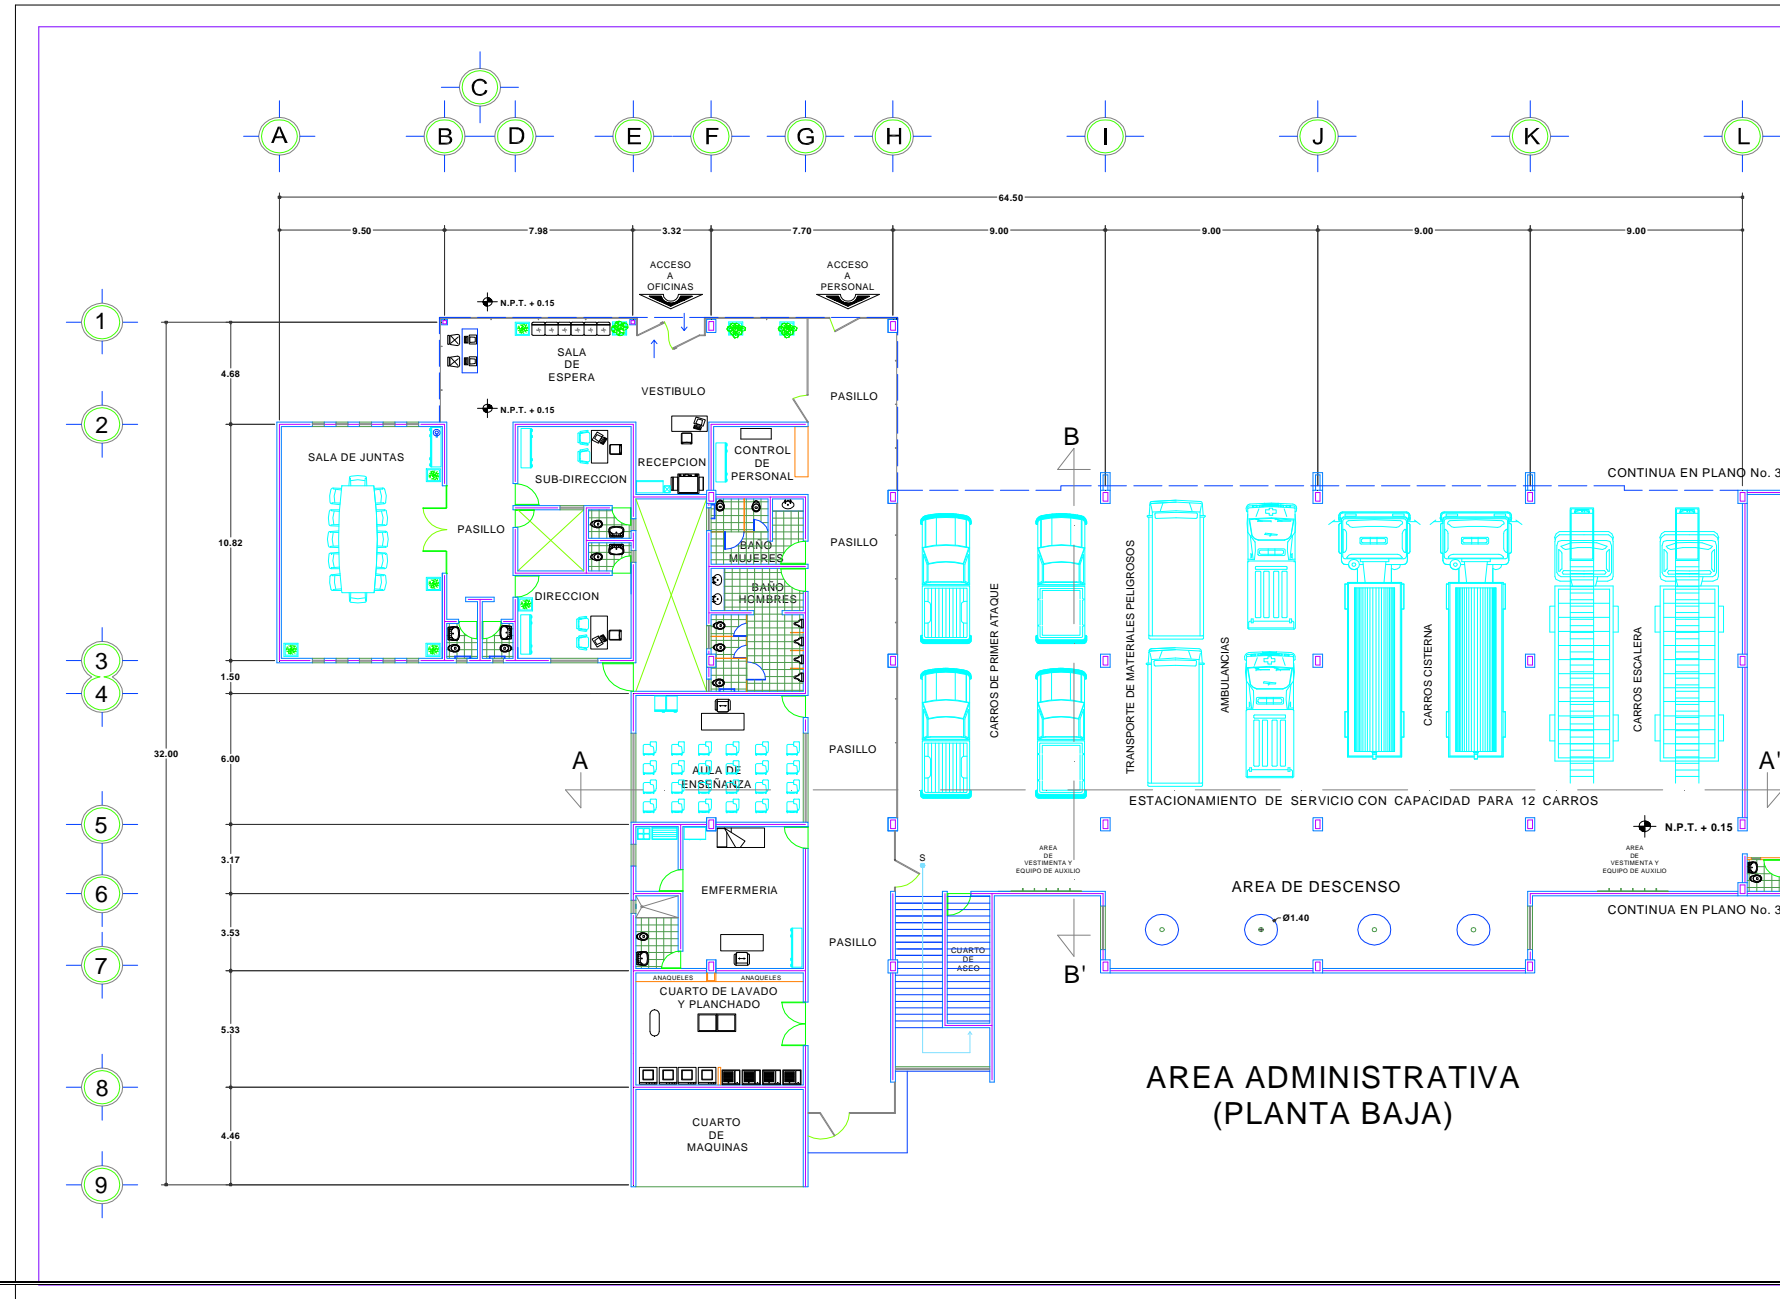 C
A B D E F G H I J K L
64.50
9.50 7.98 3.32 7.70 9.00 9.00 9.00 9.00
ACCESO
A
OFICINAS
ACCESO
A
PERSONAL
N.P.T. + 0.15
1
SALA
DE
ESPERA
4.68
VESTIBULO
PASILLO
N.P.T. + 0.15
2
B
SALA DE JUNTAS
RECEPCION
CONTROL
DE
PERSONAL
SUB-DIRECCION
CONTINUA EN PLANO No. 3
PASILLO
10.82
PASILLO
BAÑO
MUJERES
BAÑO
HOMBRES
DIRECCION
CARROS DE PRIMER ATAQUE
TRANSPORTE DE MATERIALES PELIGROSOS
AMBULANCIAS
CARROS CISTERNA
CARROS ESCALERA
3
1.50
4
32.00
6.00
A
AULA DE
ENSEÑANZA
PASILLO
A'
ESTACIONAMIENTO DE SERVICIO CON CAPACIDAD PARA 12 CARROS
5
N.P.T. + 0.15
3.17
S
AREA
DE
VESTIMENTA Y
EQUIPO DE AUXILIO
AREA
DE
VESTIMENTA Y
EQUIPO DE AUXILIO
6
EMFERMERIA
AREA DE DESCENSO
CONTINUA EN PLANO No. 3
Ø1.40
3.53
PASILLO
CUARTO
DE
ASEO
7
B'
ANAQUELES ANAQUELES
CUARTO DE LAVADO
Y PLANCHADO
5.33
8
AREA ADMINISTRATIVA
(PLANTA BAJA)
CUARTO
DE
MAQUINAS
4.46
9